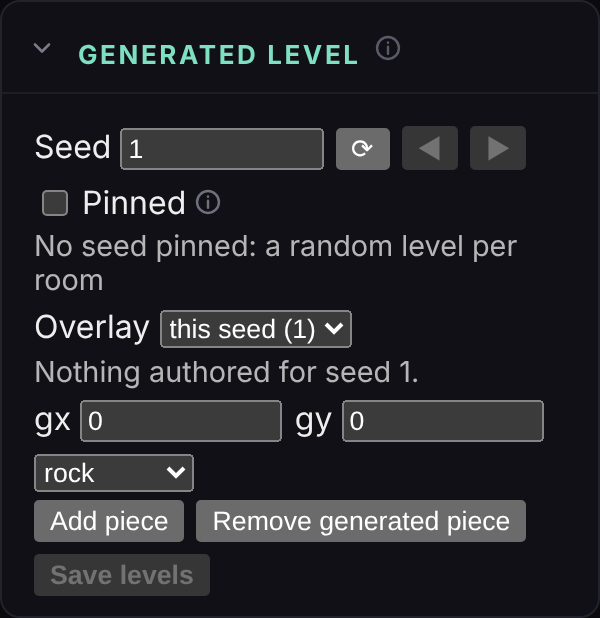 GENERATED LEVEL
Seed 1
Pinned
No seed pinned: a random level per
room
Overlay this seed (1)
Nothing authored for seed 1.
gx 0 gy 0
rock
Add piece Remove generated piece
Save levels